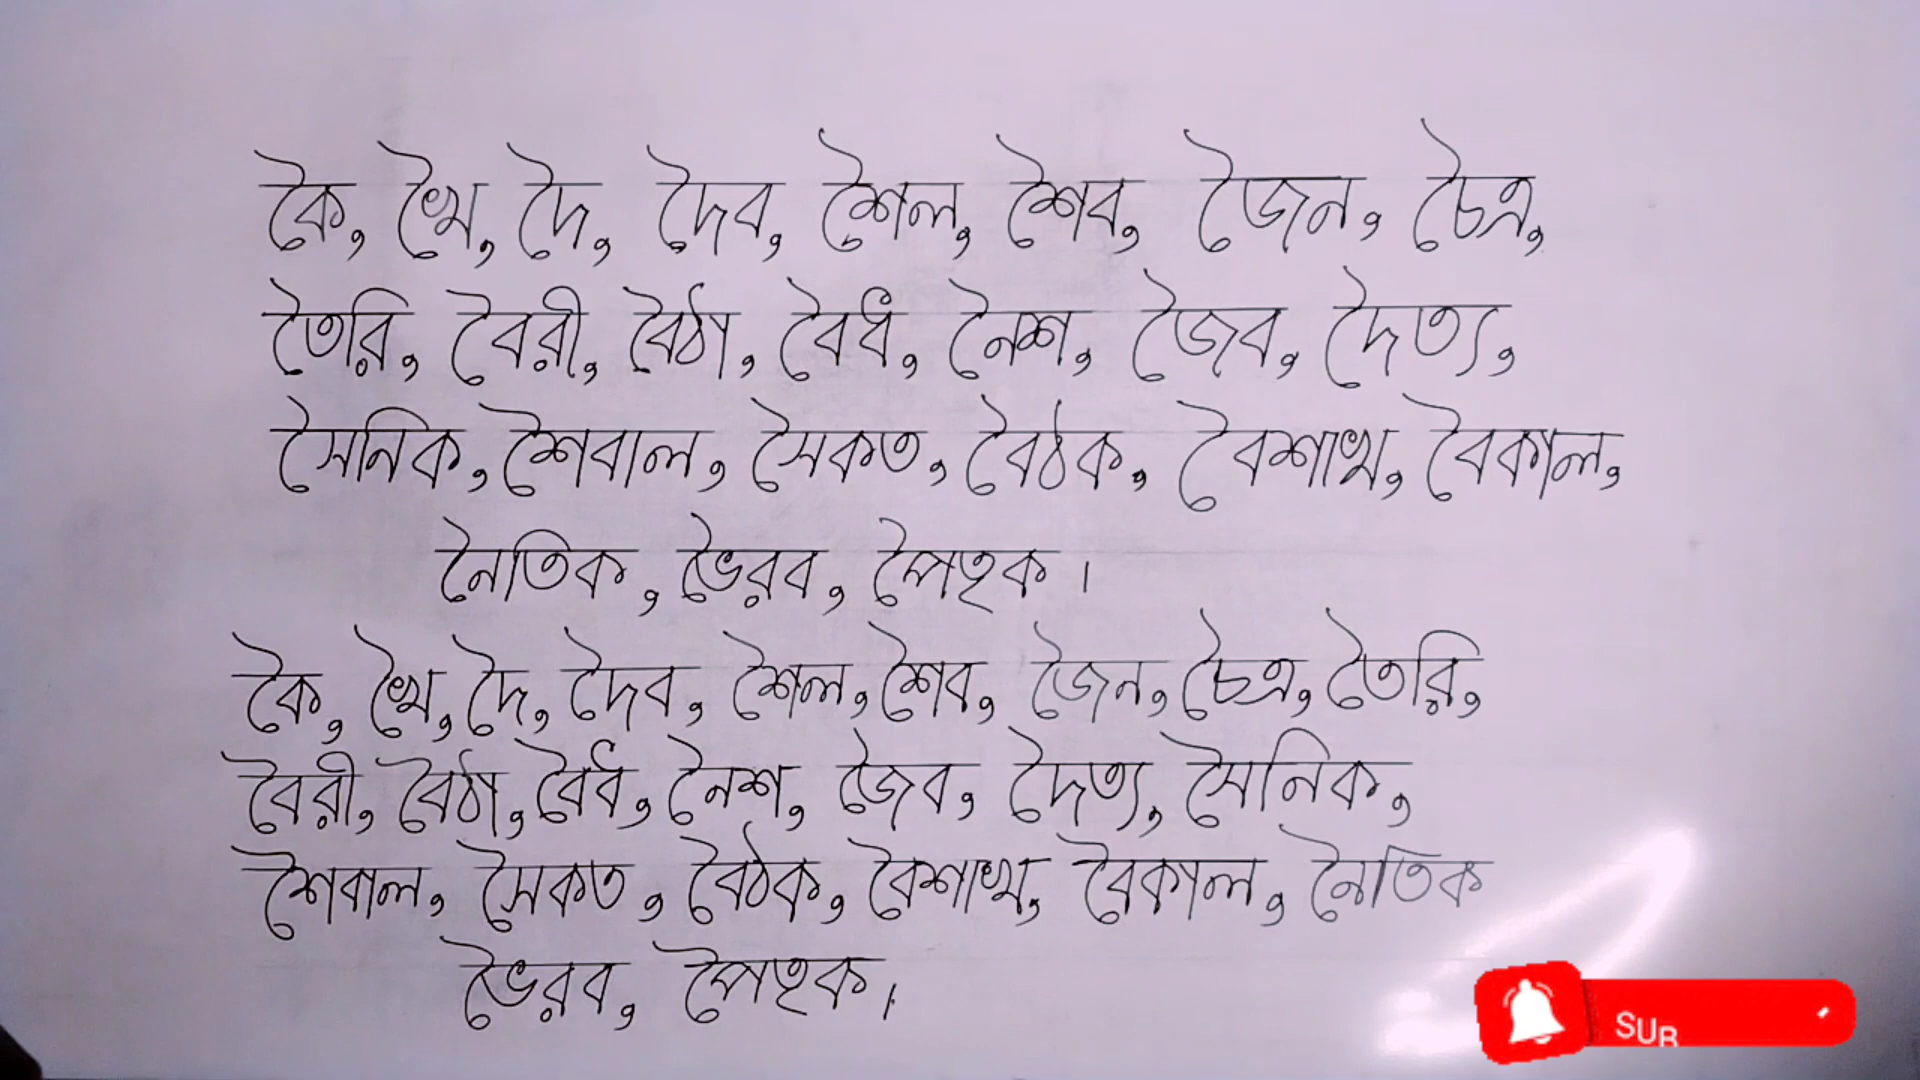 কৈ, খৈ, দৈ, দৈব, শৈল, শৈব, জৈন, চৈত্র,
তৈরি, বৈরী, বৈঠা, বৈধ, নৈশ, জৈব, দৈত্য,
সৈনিক, শৈবাল, সৈকত, বৈঠক, বৈশাখ, বৈকাল,
নৈতিক, ভৈরব, পৈতৃক।
কৈ, খৈ, দৈ, দৈব, শৈল, শৈব, জৈন, চৈত্র, তৈরি,
বৈরী, বৈঠা, বৈধ, নৈশ, জৈব, দৈত্য, সৈনিক,
শৈবাল, সৈকত, বৈঠক, বৈশাখ, বৈকাল, নৈতিক
ভৈরব, পৈতৃক।
SUB